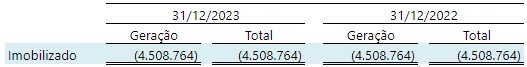 31/12/2023 31/12/2022
Geração Total Geração Total
Imobilizado (4.508.764) (4.508.764) (4.508.764) (4.508.764)